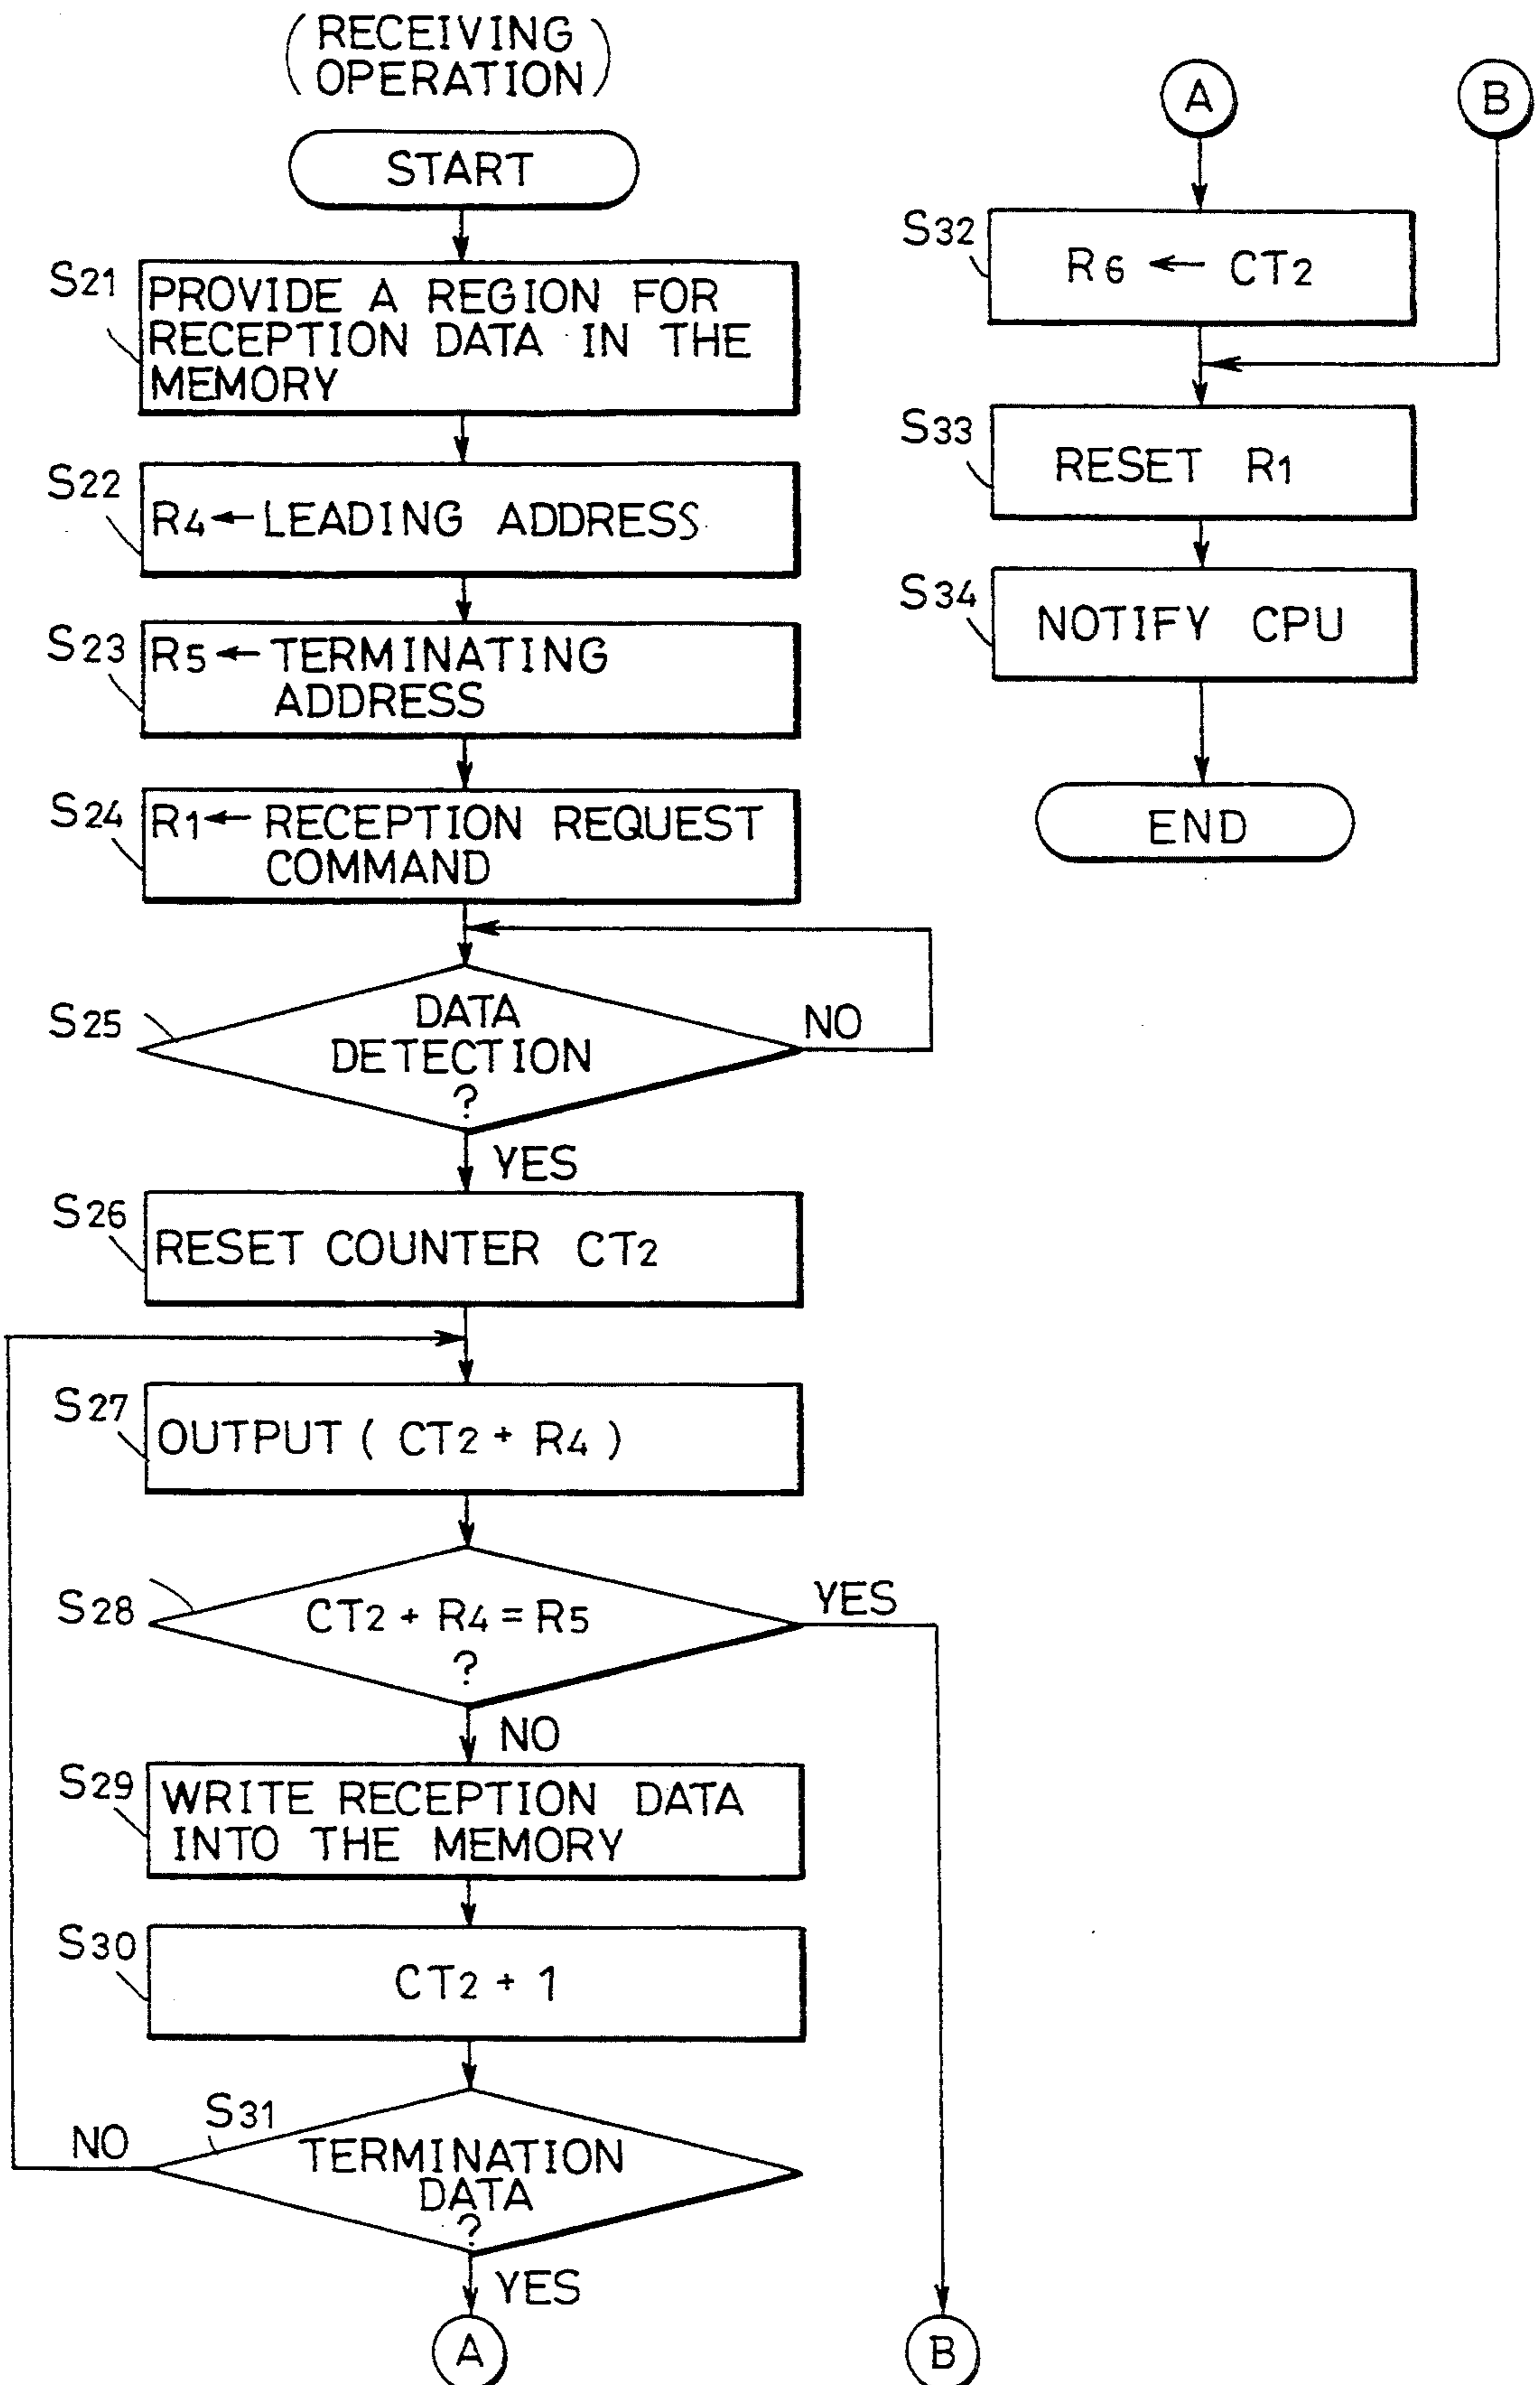 (RECEIVING
OPERATION)
START
S21
PROVIDE A REGION FOR
RECEPTION DATA IN THE
MEMORY
S22
R4←LEADING ADDRESS
S23
R5←TERMINATING
ADDRESS
S24
R1←RECEPTION REQUEST
COMMAND
S25
DATA
DETECTION
?
NO
YES
S26
RESET COUNTER CT2
S27
OUTPUT ( CT2 + R4 )
S28
CT2 + R4 = R5
?
YES
NO
S29
WRITE RECEPTION DATA
INTO THE MEMORY
S30
CT2 + 1
S31
TERMINATION
DATA
?
NO
YES
A
B
A
B
S32
R6 ← CT2
S33
RESET R1
S34
NOTIFY CPU
END